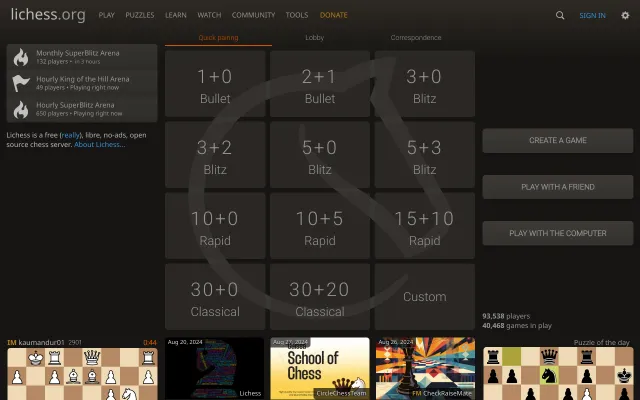 lichess.org PLAY PUZZLES LEARN WATCH COMMUNITY TOOLS DONATE SIGN IN
Quick pairing Lobby Correspondence
Monthly SuperBlitz Arena
132 players • in 3 hours
Hourly King of the Hill Arena
49 players • Playing right now
Hourly SuperBlitz Arena
650 players • Playing right now
Lichess is a free (really), libre, no-ads, open
source chess server. About Lichess...
1+0
Bullet
2+1
Bullet
3+0
Blitz
3+2
Blitz
5+0
Blitz
5+3
Blitz
10+0
Rapid
10+5
Rapid
15+10
Rapid
30+0
Classical
30+20
Classical
Custom
CREATE A GAME
PLAY WITH A FRIEND
PLAY WITH THE COMPUTER
93,538 players
40,468 games in play
IM kaumandur01 2901 0:44
Aug 20, 2024
Lichess
Aug 27, 2024
School of
Chess
CircleChessTeam
Aug 26, 2024
FM CheckRaiseMate
Puzzle of the day